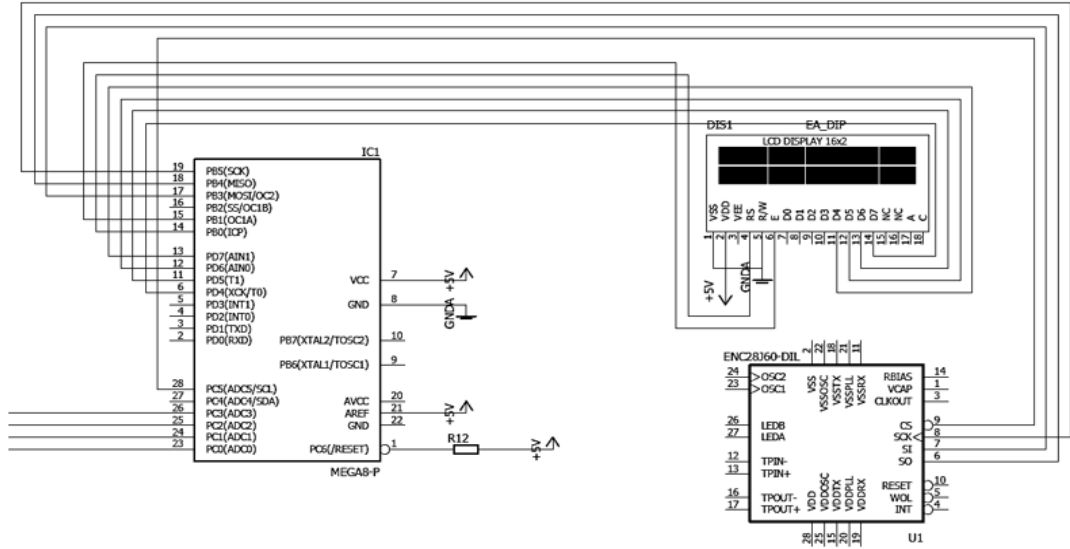 IC1
19 PB5(SCK)
18 PB4(MISO)
17 PB3(MOSI/OC2)
16 PB2(SS/OC1B)
15 PB1(OC1A)
14 PB0(ICP)
13 PD7(AIN1)
12 PD6(AIN0)
11 PD5(T1)
6 PD4(XCK/T0)
5 PD3(INT1)
4 PD2(INT0)
3 PD1(TXD)
2 PD0(RXD)
28 PC5(ADC5/SCL)
27 PC4(ADC4/SDA)
26 PC3(ADC3)
25 PC2(ADC2)
24 PC1(ADC1)
23 PC0(ADC0)
VCC 7
+5V
GND 8
GNDA
PB7(XTAL2/TOSC2) 10
PB6(XTAL1/TOSC1) 9
AVCC 20
AREF 21
+5V
GND 22
PC6(/RESET) 1
R12
+5V
MEGA8-P
DIS1 EA_DIP
LCD DISPLAY 16x2
VSS VDD VEE RS R/W E D0 D1 D2 D3 D4 D5 D6 D7 NC NC A C
1 2 3 4 5 6 7 8 9 10 11 12 13 14 15 16 17 18
+5V
GNDA
ENC28J60-DIL
2 22 18 21 11
VSS VSSOSC VSSTX VSSPLL VSSRX
24 OSC2
23 OSC1
26 LEDB
27 LEDA
12 TPIN-
13 TPIN+
16 TPOUT-
17 TPOUT+
RBIAS 14
VCAP 1
CLKOUT 3
CS 9
SCK 8
SI 7
SO 6
RESET 10
WOL 5
INT 4
VDD VDDOSC VDDTX VDDPLL VDDRX
28 25 15 20 19
U1